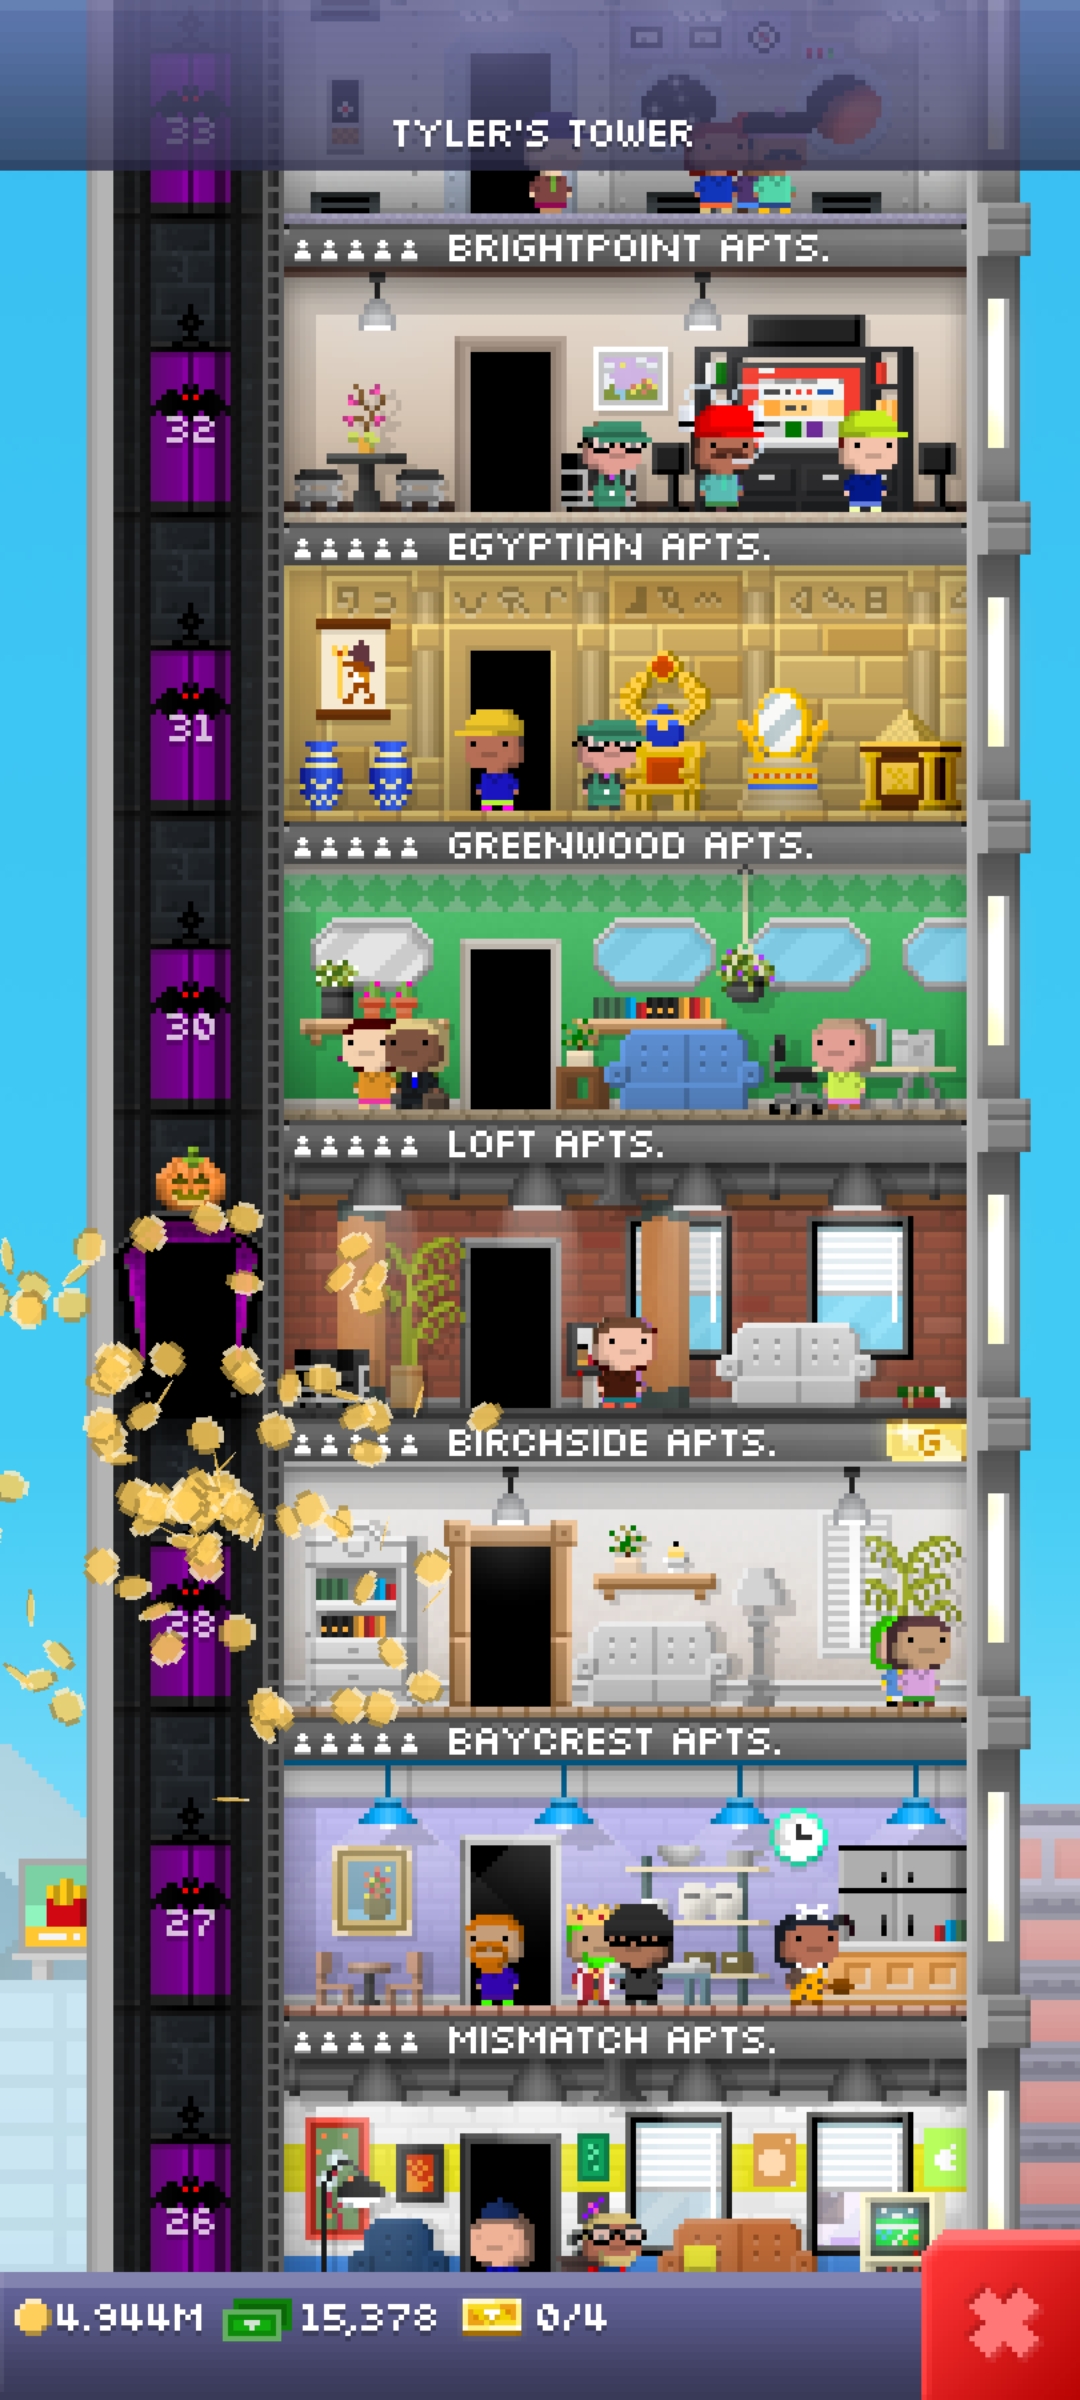 33
TYLER'S TOWER
BRIGHTPOINT APTS.
32
EGYPTIAN APTS.
31
GREENWOOD APTS.
30
LOFT APTS.
BIRCHSIDE APTS. G
28
BAYCREST APTS.
27
MISMATCH APTS.
26
4.944M 15,378 0/4